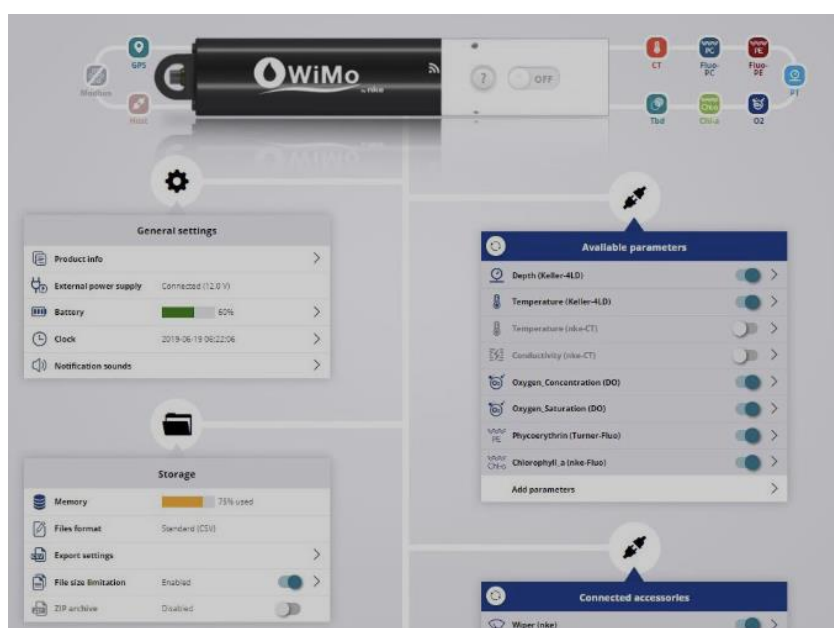 GPS
Modbus
Host
WiMo
by nke
?
OFF
CT
Fluo-
PC
Fluo-
PE
PT
Tbd
Chl-a
O2
General settings
Product info
External power supply Connected (12.0 V)
Battery 60%
Clock 2019-06-19 06:22:06
Notification sounds
Storage
Memory 75% used
Files format Standard (CSV)
Export settings
File size limitation Enabled
ZIP archive Disabled
Available parameters
Depth (Keller-4LD)
Temperature (Keller-4LD)
Temperature (nke-CT)
Conductivity (nke-CT)
Oxygen_Concentration (DO)
Oxygen_Saturation (DO)
PE Phycoerythrin (Turner-Fluo)
Chl-a Chlorophyll_a (nke-Fluo)
Add parameters
Connected accessories
Wiper (nke)